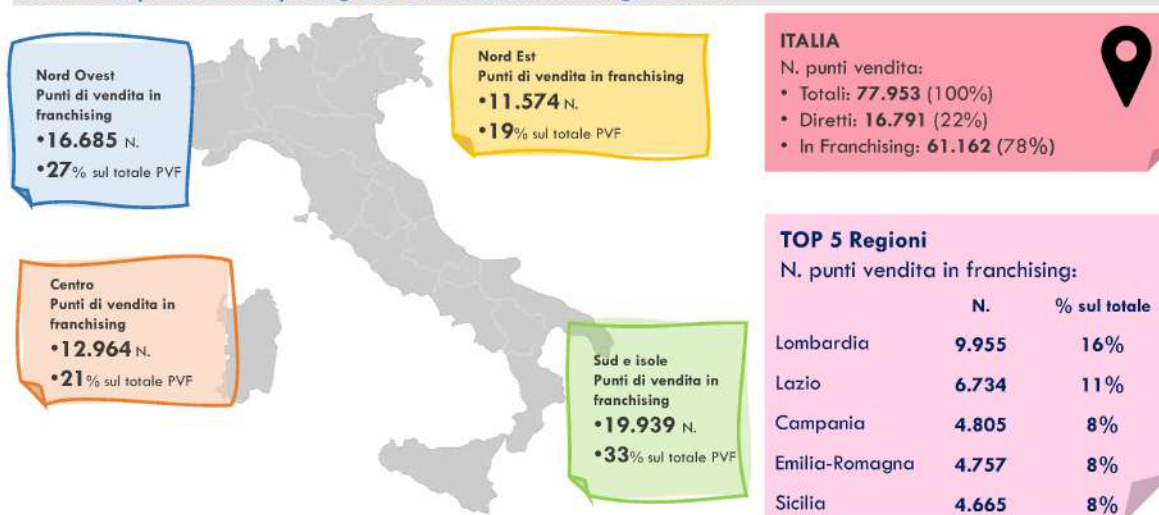 Nord Ovest
Punti di vendita in
franchising
•16.685 N.
•27% sul totale PVF
Nord Est
Punti di vendita in franchising
•11.574 N.
•19% sul totale PVF
Centro
Punti di vendita in
franchising
•12.964 N.
•21% sul totale PVF
Sud e isole
Punti di vendita in
franchising
•19.939 N.
•33% sul totale PVF
ITALIA
N. punti vendita:
• Totali: 77.953 (100%)
• Diretti: 16.791 (22%)
• In Franchising: 61.162 (78%)
TOP 5 Regioni
N. punti vendita in franchising:
N. % sul totale
Lombardia 9.955 16%
Lazio 6.734 11%
Campania 4.805 8%
Emilia-Romagna 4.757 8%
Sicilia 4.665 8%